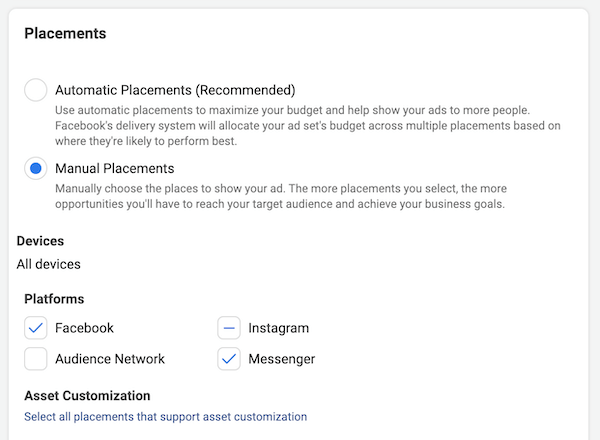 Placements
Automatic Placements (Recommended)
Use automatic placements to maximize your budget and help show your ads to more people.
Facebook's delivery system will allocate your ad set's budget across multiple placements based on
where they're likely to perform best.
Manual Placements
Manually choose the places to show your ad. The more placements you select, the more
opportunities you'll have to reach your target audience and achieve your business goals.
Devices
All devices
Platforms
Facebook
Instagram
Audience Network
Messenger
Asset Customization
Select all placements that support asset customization